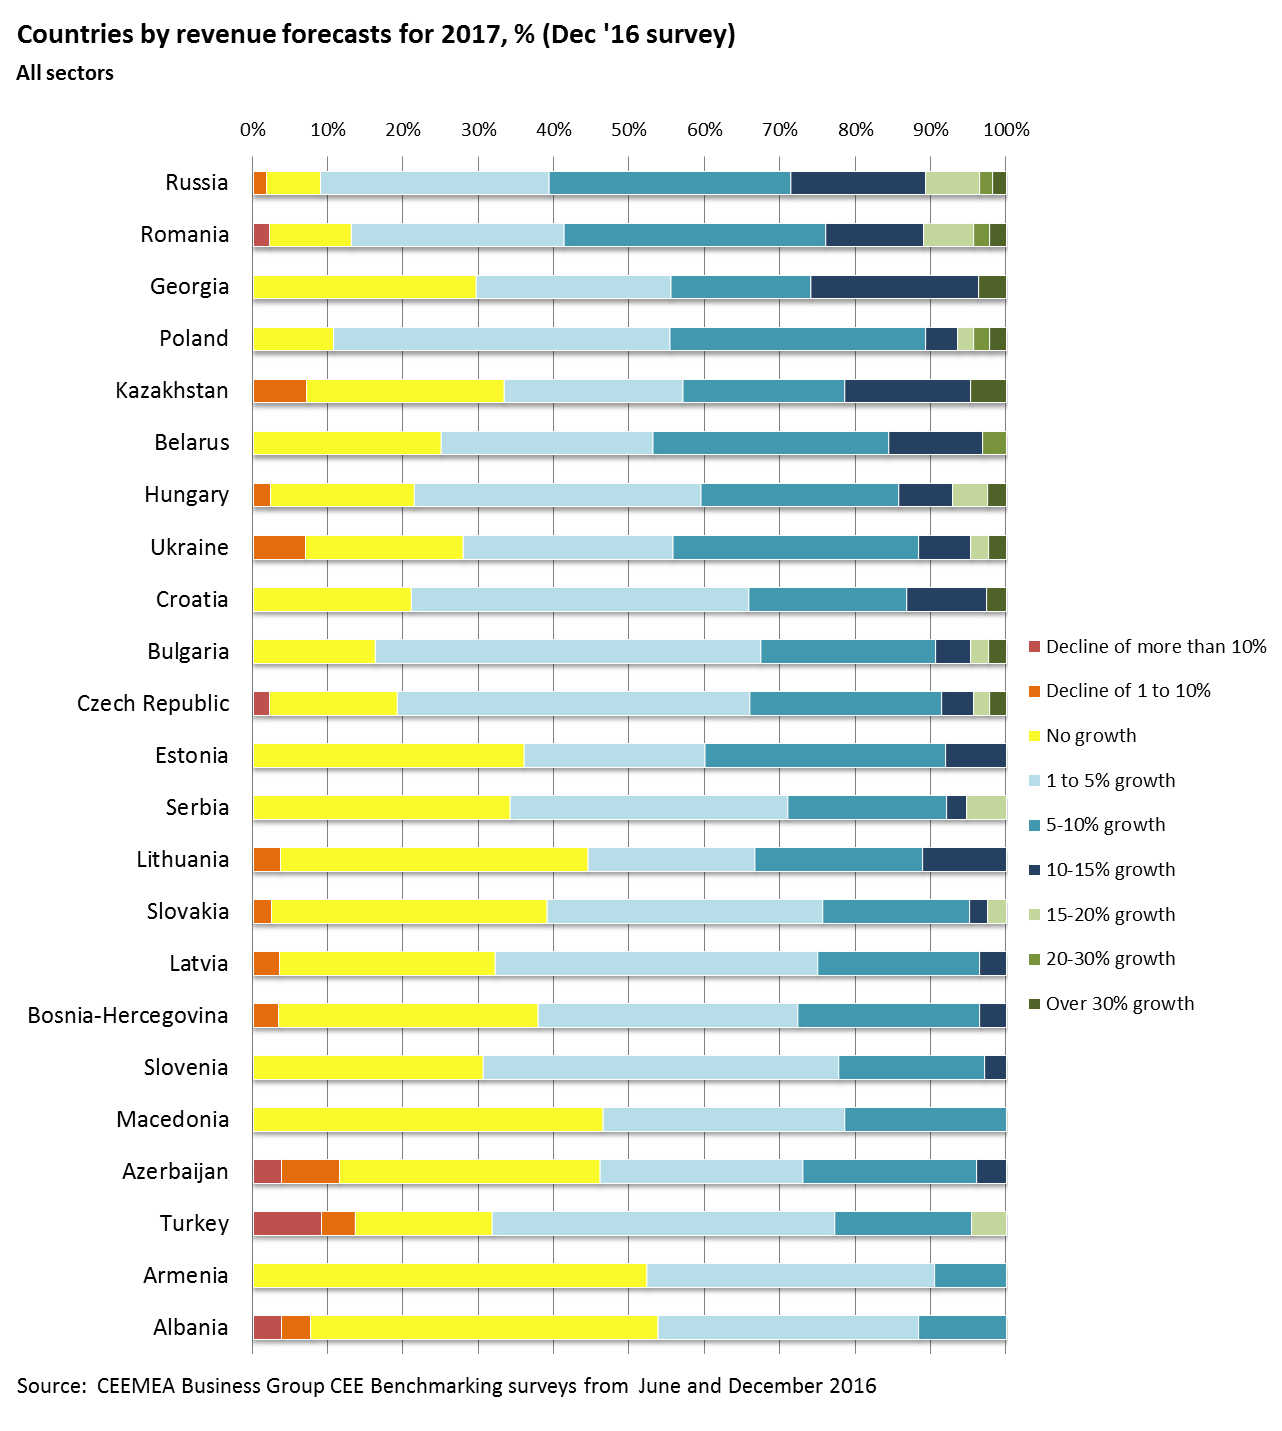 Countries by revenue forecasts for 2017, % (Dec '16 survey)
All sectors
0% 10% 20% 30% 40% 50% 60% 70% 80% 90% 100%
Russia
Romania
Georgia
Poland
Kazakhstan
Belarus
Hungary
Ukraine
Croatia
Bulgaria
Czech Republic
Estonia
Serbia
Lithuania
Slovakia
Latvia
Bosnia-Hercegovina
Slovenia
Macedonia
Azerbaijan
Turkey
Armenia
Albania
Decline of more than 10%
Decline of 1 to 10%
No growth
1 to 5% growth
5-10% growth
10-15% growth
15-20% growth
20-30% growth
Over 30% growth
Source:  CEEMEA Business Group CEE Benchmarking surveys from  June and December 2016